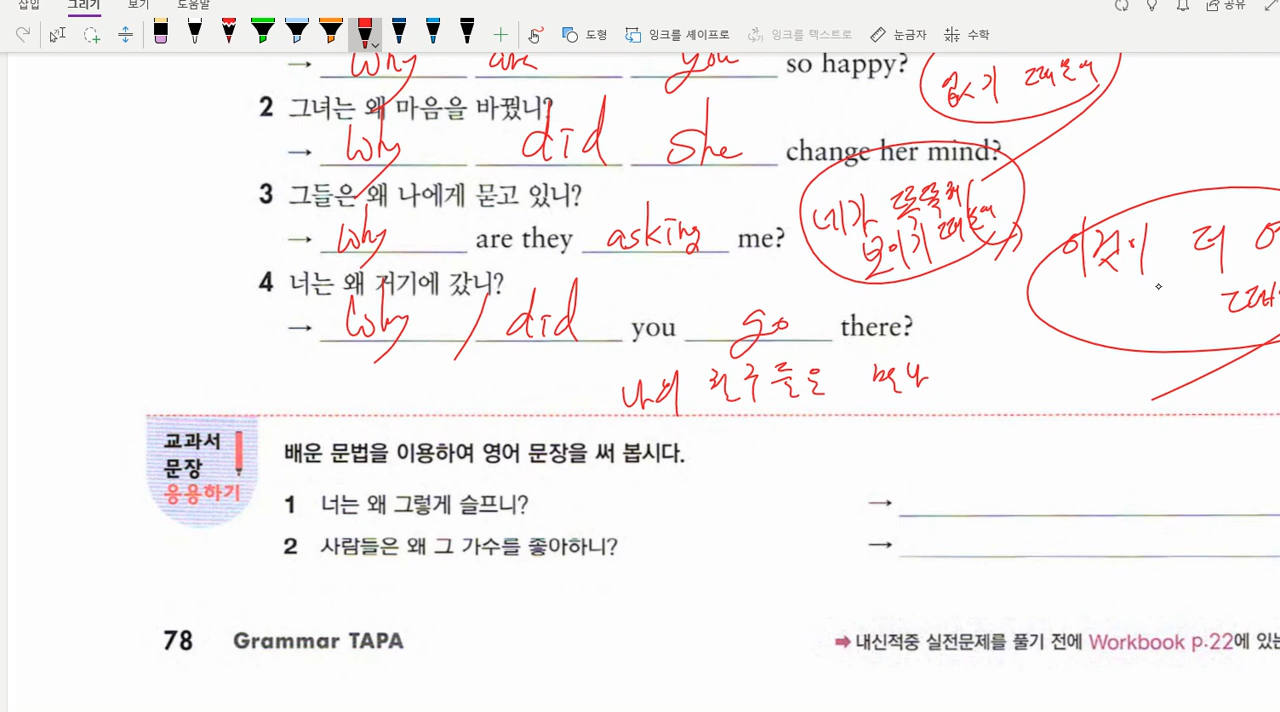 삽입 그리기 보기 도움말 공유
도형 잉크를 셰이프로 잉크를 텍스트로 눈금자 수학
→ Why are you so happy?
없기 때문에
2 그녀는 왜 마음을 바꿨니?
→ Why did she change her mind?
3 그들은 왜 나에게 묻고 있니?
→ Why are they asking me?
네가 똑똑해
보이기 때문에
이것이 더
4 너는 왜 거기에 갔니?
→ Why did you go there?
나의 친구들은 만나
교과서
문장
응용하기
배운 문법을 이용하여 영어 문장을 써 봅시다.
1 너는 왜 그렇게 슬프니? →
2 사람들은 왜 그 가수를 좋아하니? →
78 Grammar TAPA
➡ 내신적중 실전문제를 풀기 전에 Workbook p.22에 있는